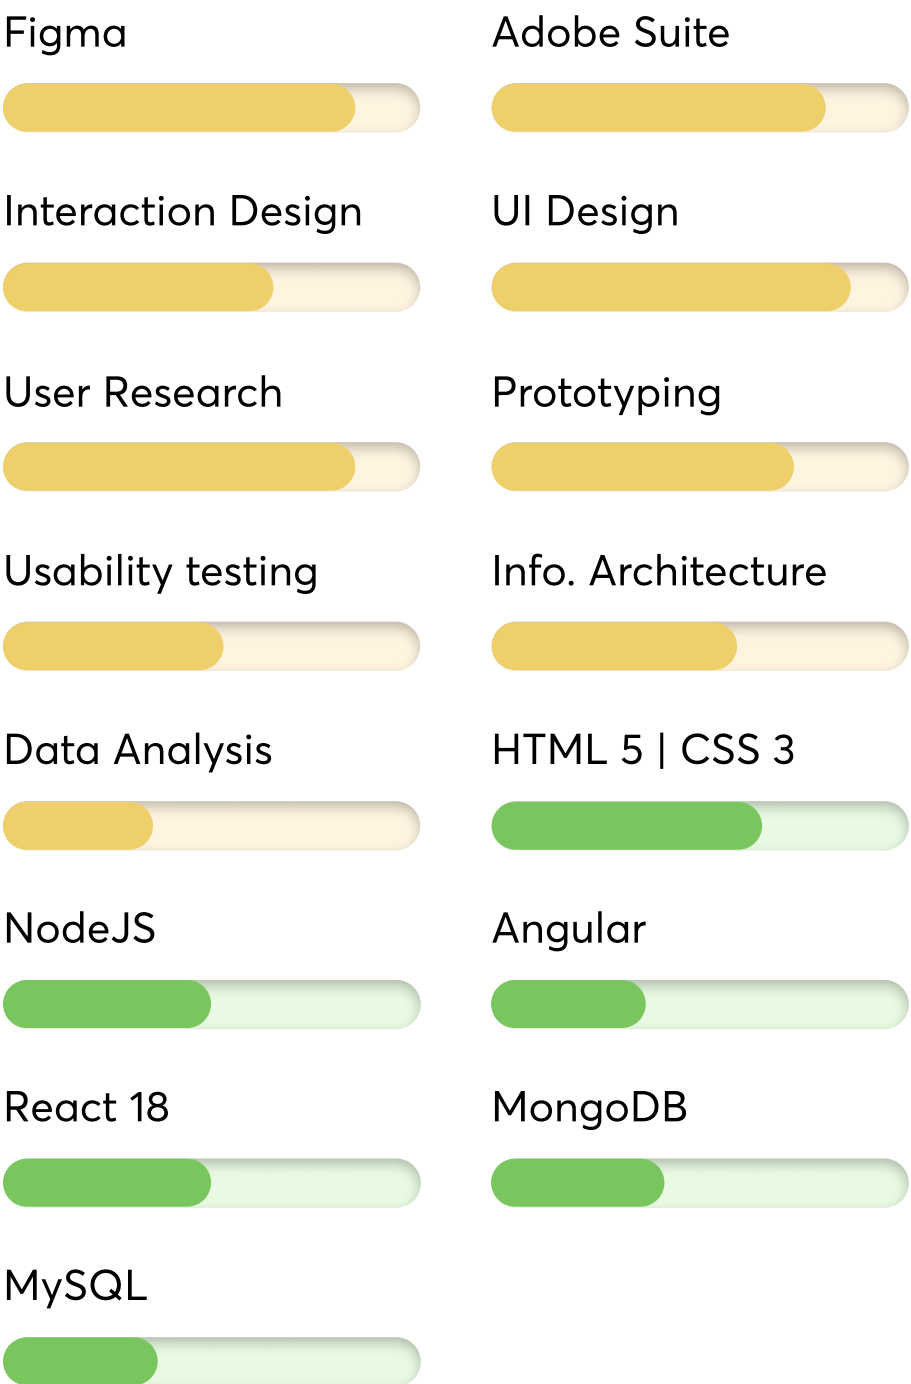 Figma
Adobe Suite
Interaction Design
UI Design
User Research
Prototyping
Usability testing
Info. Architecture
Data Analysis
HTML 5 | CSS 3
NodeJS
Angular
React 18
MongoDB
MySQL